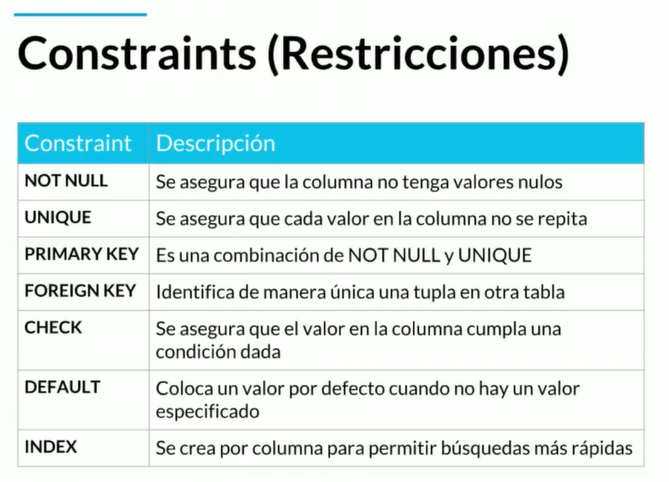 Constraints (Restricciones)
Constraint Descripción
NOT NULL Se asegura que la columna no tenga valores nulos
UNIQUE Se asegura que cada valor en la columna no se repita
PRIMARY KEY Es una combinación de NOT NULL y UNIQUE
FOREIGN KEY Identifica de manera única una tupla en otra tabla
CHECK Se asegura que el valor en la columna cumpla una
condición dada
DEFAULT Coloca un valor por defecto cuando no hay un valor
especificado
INDEX Se crea por columna para permitir búsquedas más rápidas